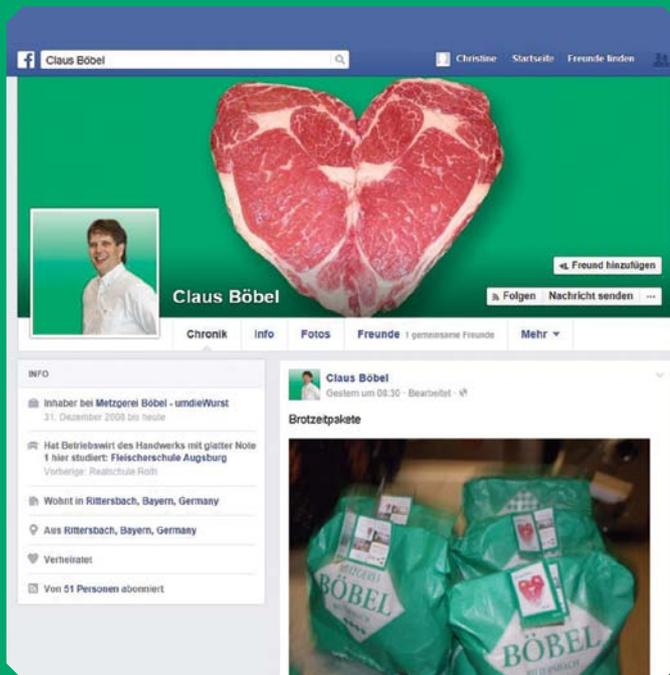 Claus Böbel
Christine Startseite Freunde finden
Freund hinzufügen
Claus Böbel
Folgen Nachricht senden ...
Chronik Info Fotos Freunde 1 gemeinsame Freunde Mehr
INFO
Inhaber bei Metzgerei Böbel - umdieWurst
31. Dezember 2008 bis heute
Hat Betriebswirt des Handwerks mit glatter Note
1 hier studiert: Fleischerschule Augsburg
Vorherige: Realschule Roth
Wohnt in Rittersbach, Bayern, Germany
Aus Rittersbach, Bayern, Germany
Verheiratet
Von 51 Personen abonniert
Claus Böbel
Gestern um 08:30 · Bearbeitet ·
Brotzeitpakete
METZGEREI
BÖBEL
BÖBEL
RITTERSBACH